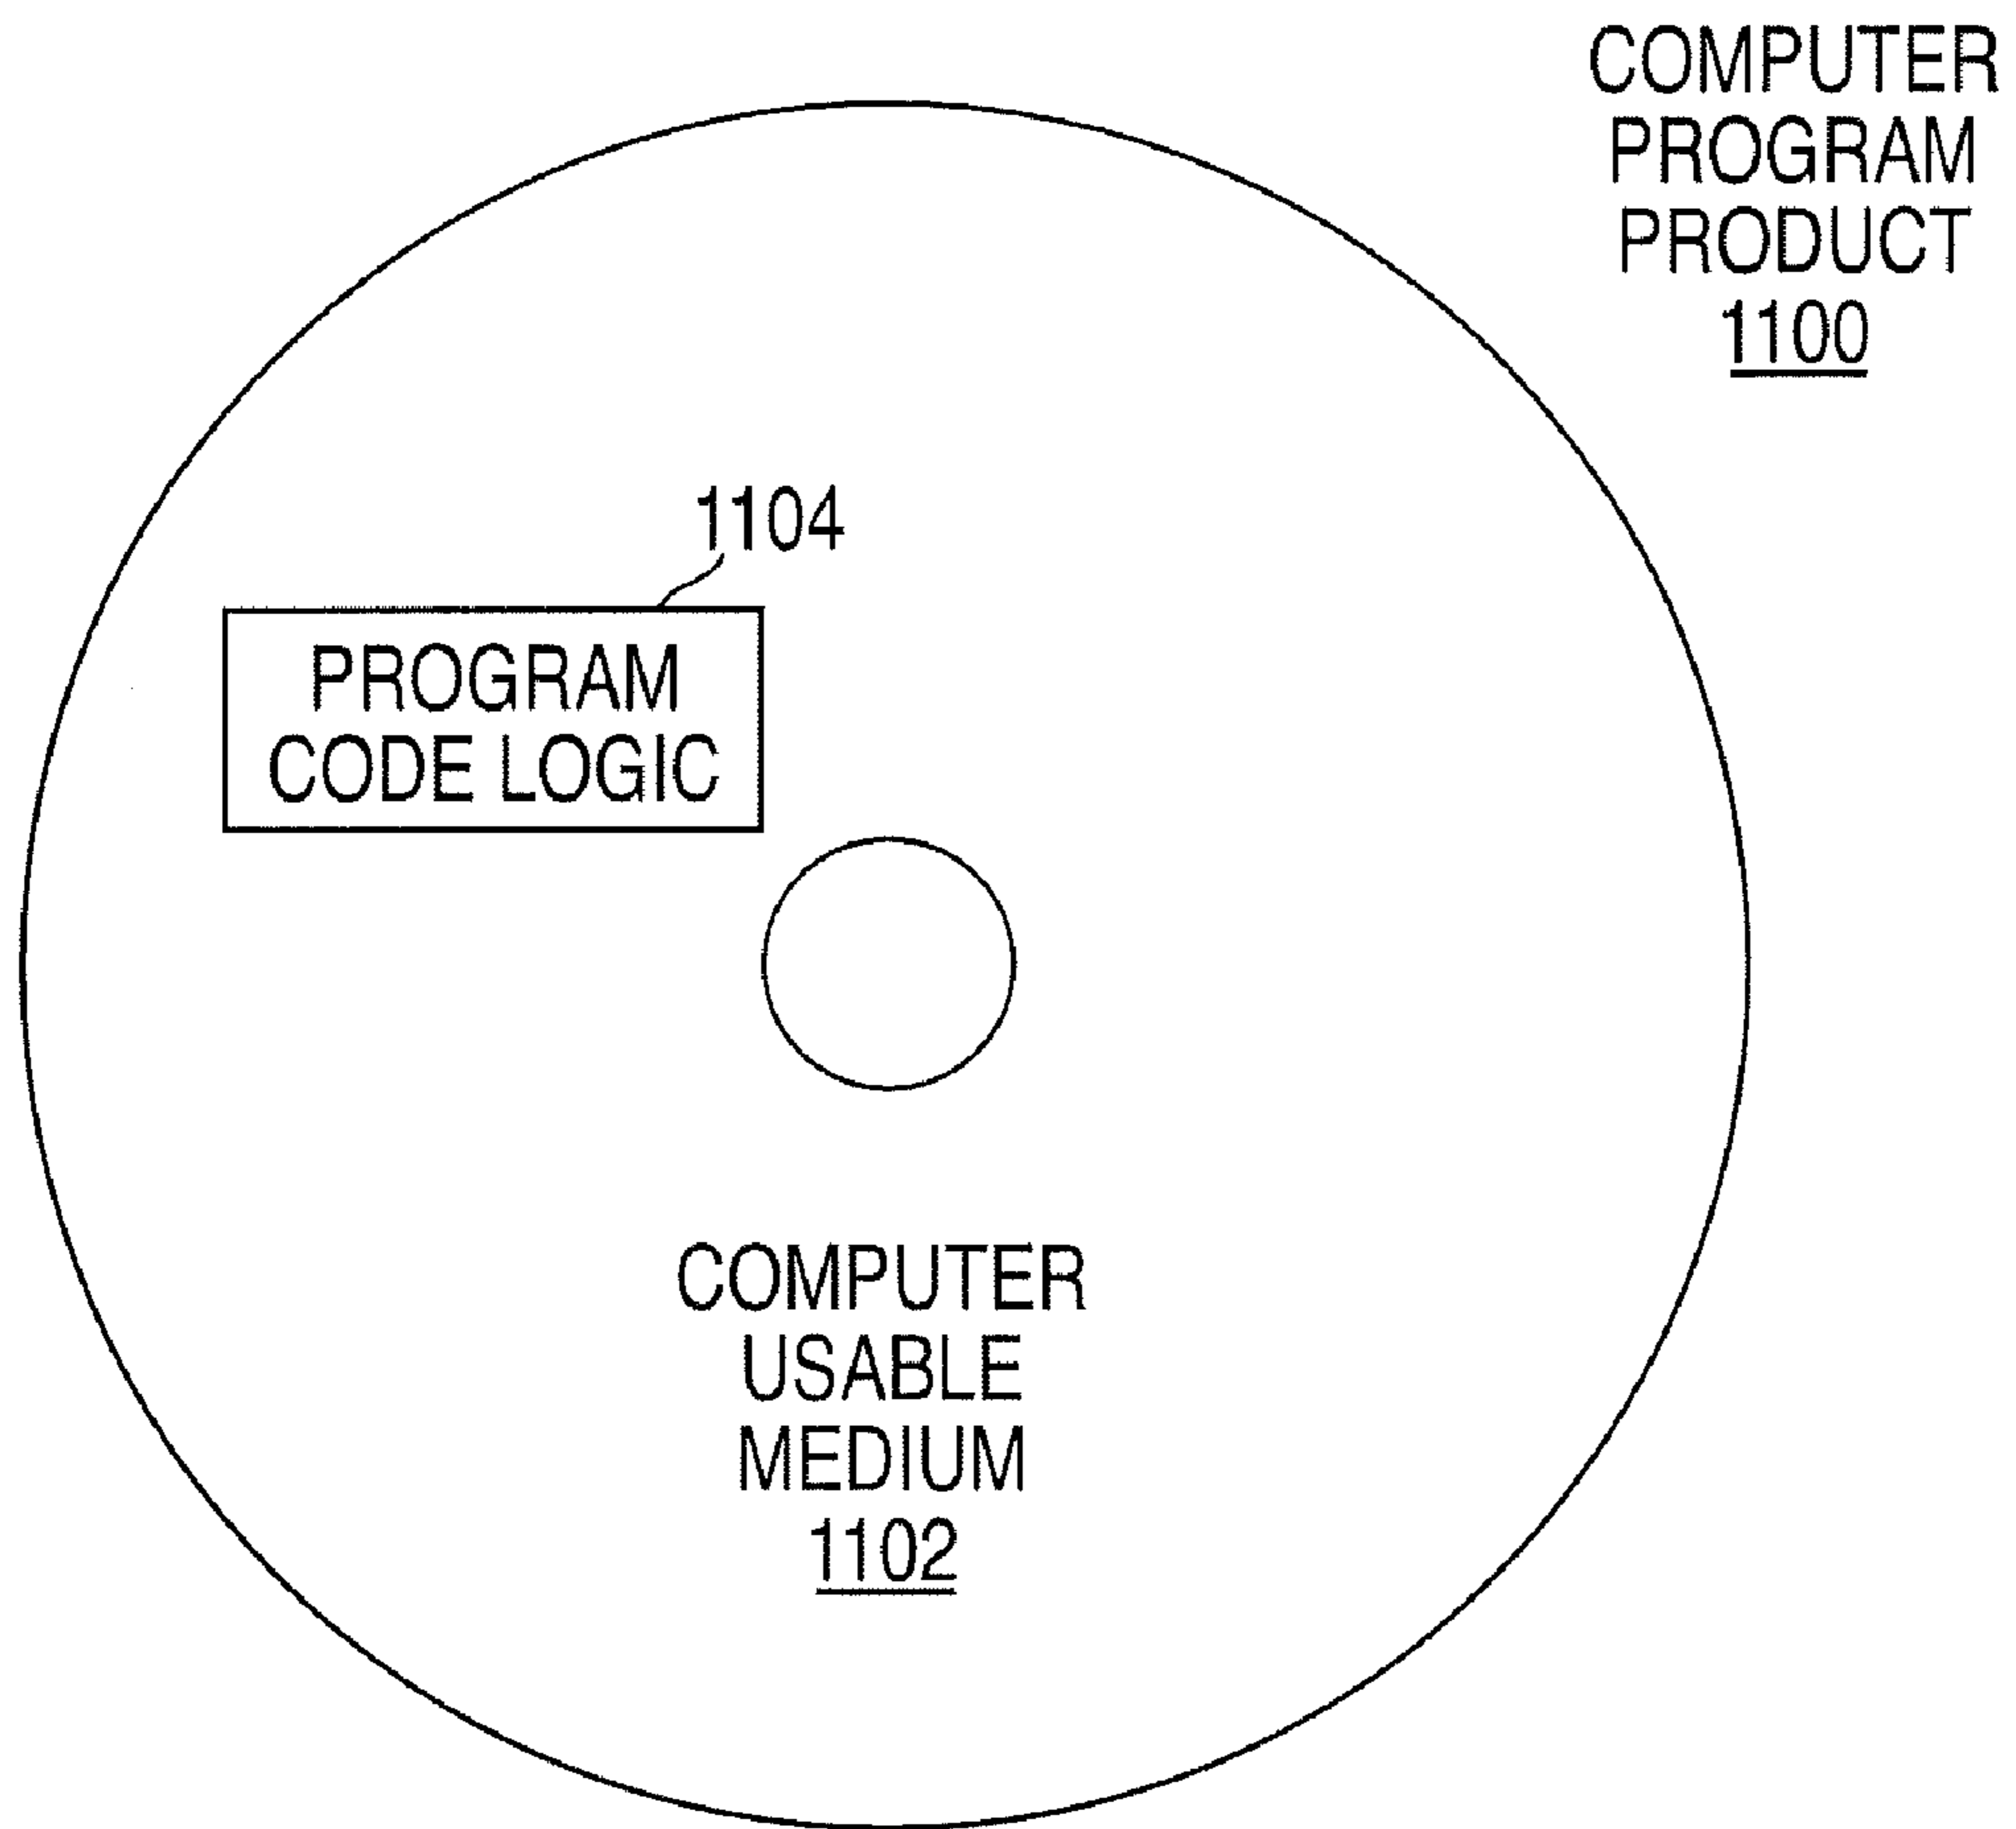 COMPUTER
PROGRAM
PRODUCT
1100
1104
PROGRAM
CODE LOGIC
COMPUTER
USABLE
MEDIUM
1102